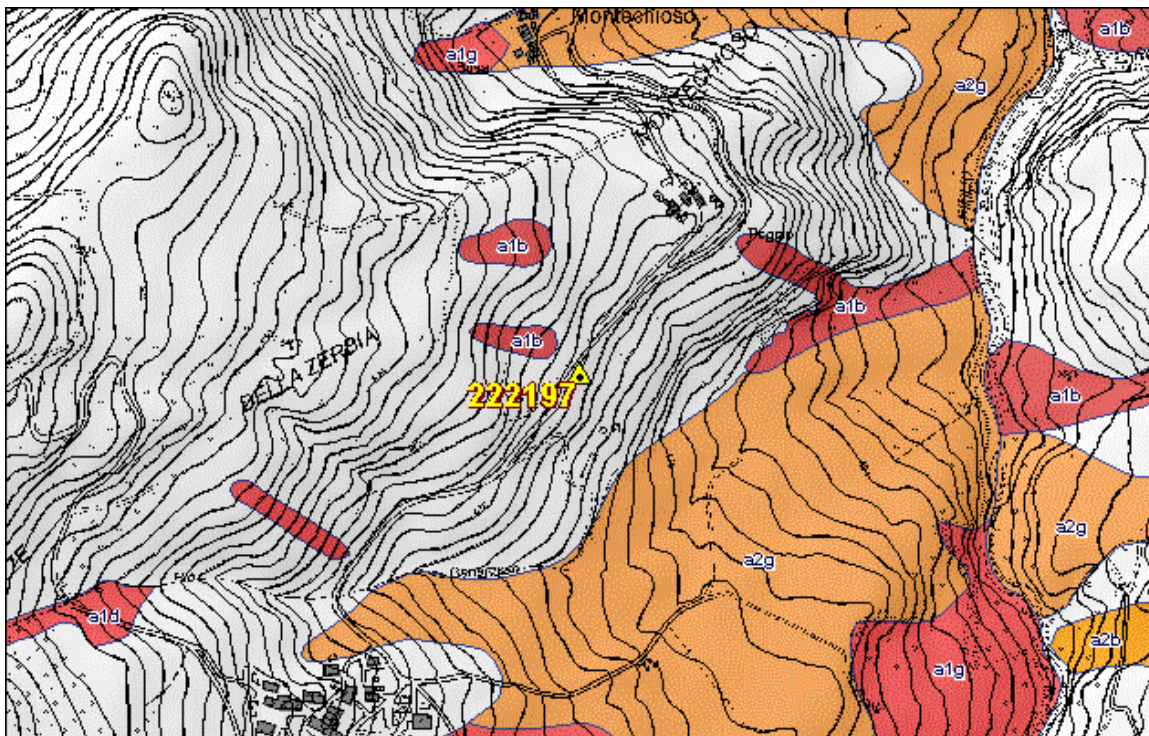 Montechioso
a1b
a1g
a2g
a1b
Poggio
a1b
a1b
DELLA ZERBIA
222197
a1b
a2g
a2g
a1d
a2b
a1g